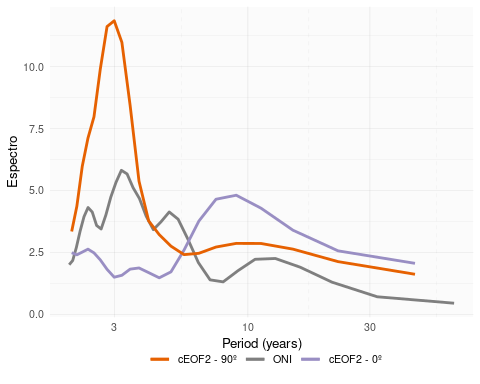 10.0
7.5
5.0
2.5
0.0
Espectro
3
10
30
Period (years)
cEOF2 - 90º
ONI
cEOF2 - 0º